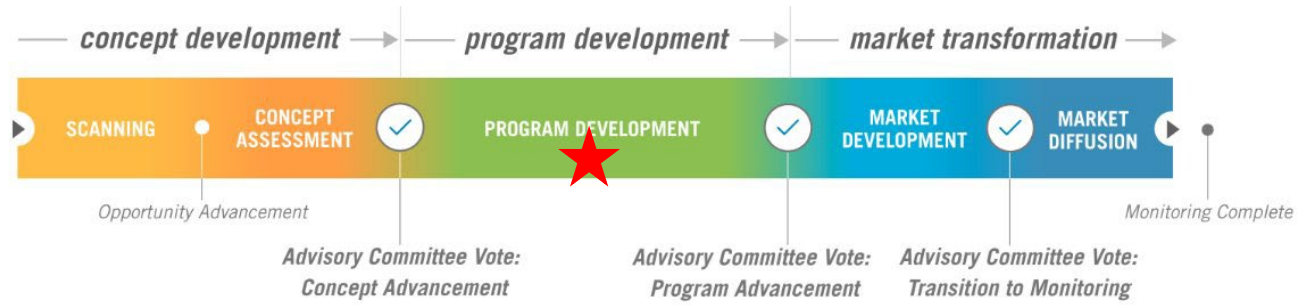 concept development
program development
market transformation
SCANNING
CONCEPT
ASSESSMENT
PROGRAM DEVELOPMENT
MARKET
DEVELOPMENT
MARKET
DIFFUSION
Opportunity Advancement
Monitoring Complete
Advisory Committee Vote:
Concept Advancement
Advisory Committee Vote:
Program Advancement
Advisory Committee Vote:
Transition to Monitoring